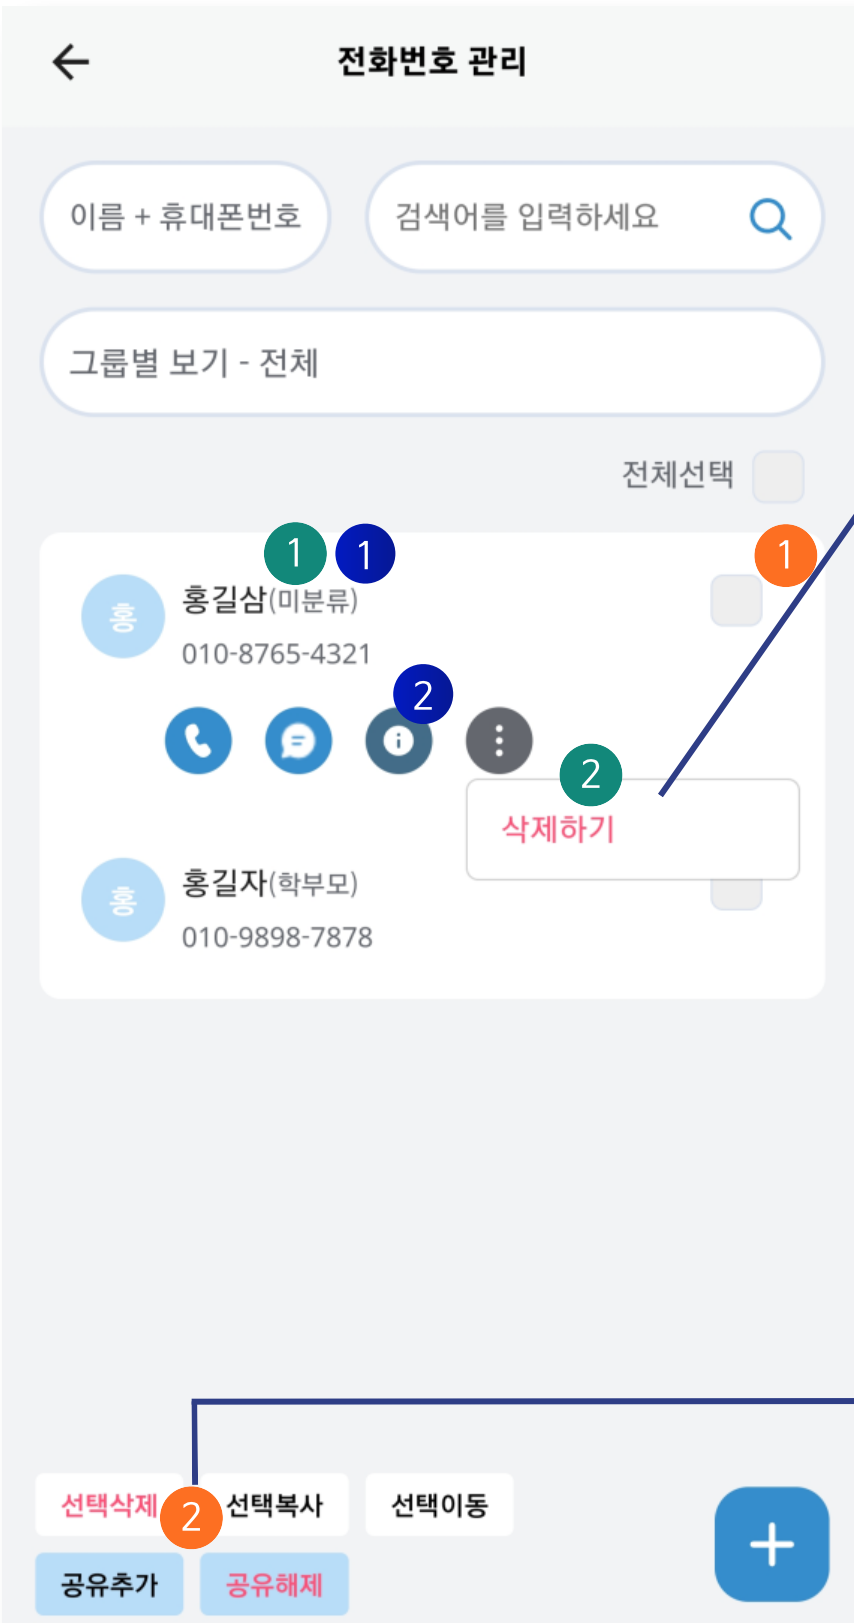 전화번호 관리
이름 + 휴대폰번호 검색어를 입력하세요
그룹별 보기 - 전체
전체선택
1 1 1
홍 홍길삼(미분류)
010-8765-4321
2
2
삭제하기
홍 홍길자(학부모)
010-9898-7878
선택삭제 2 선택복사 선택이동
공유추가 공유해제